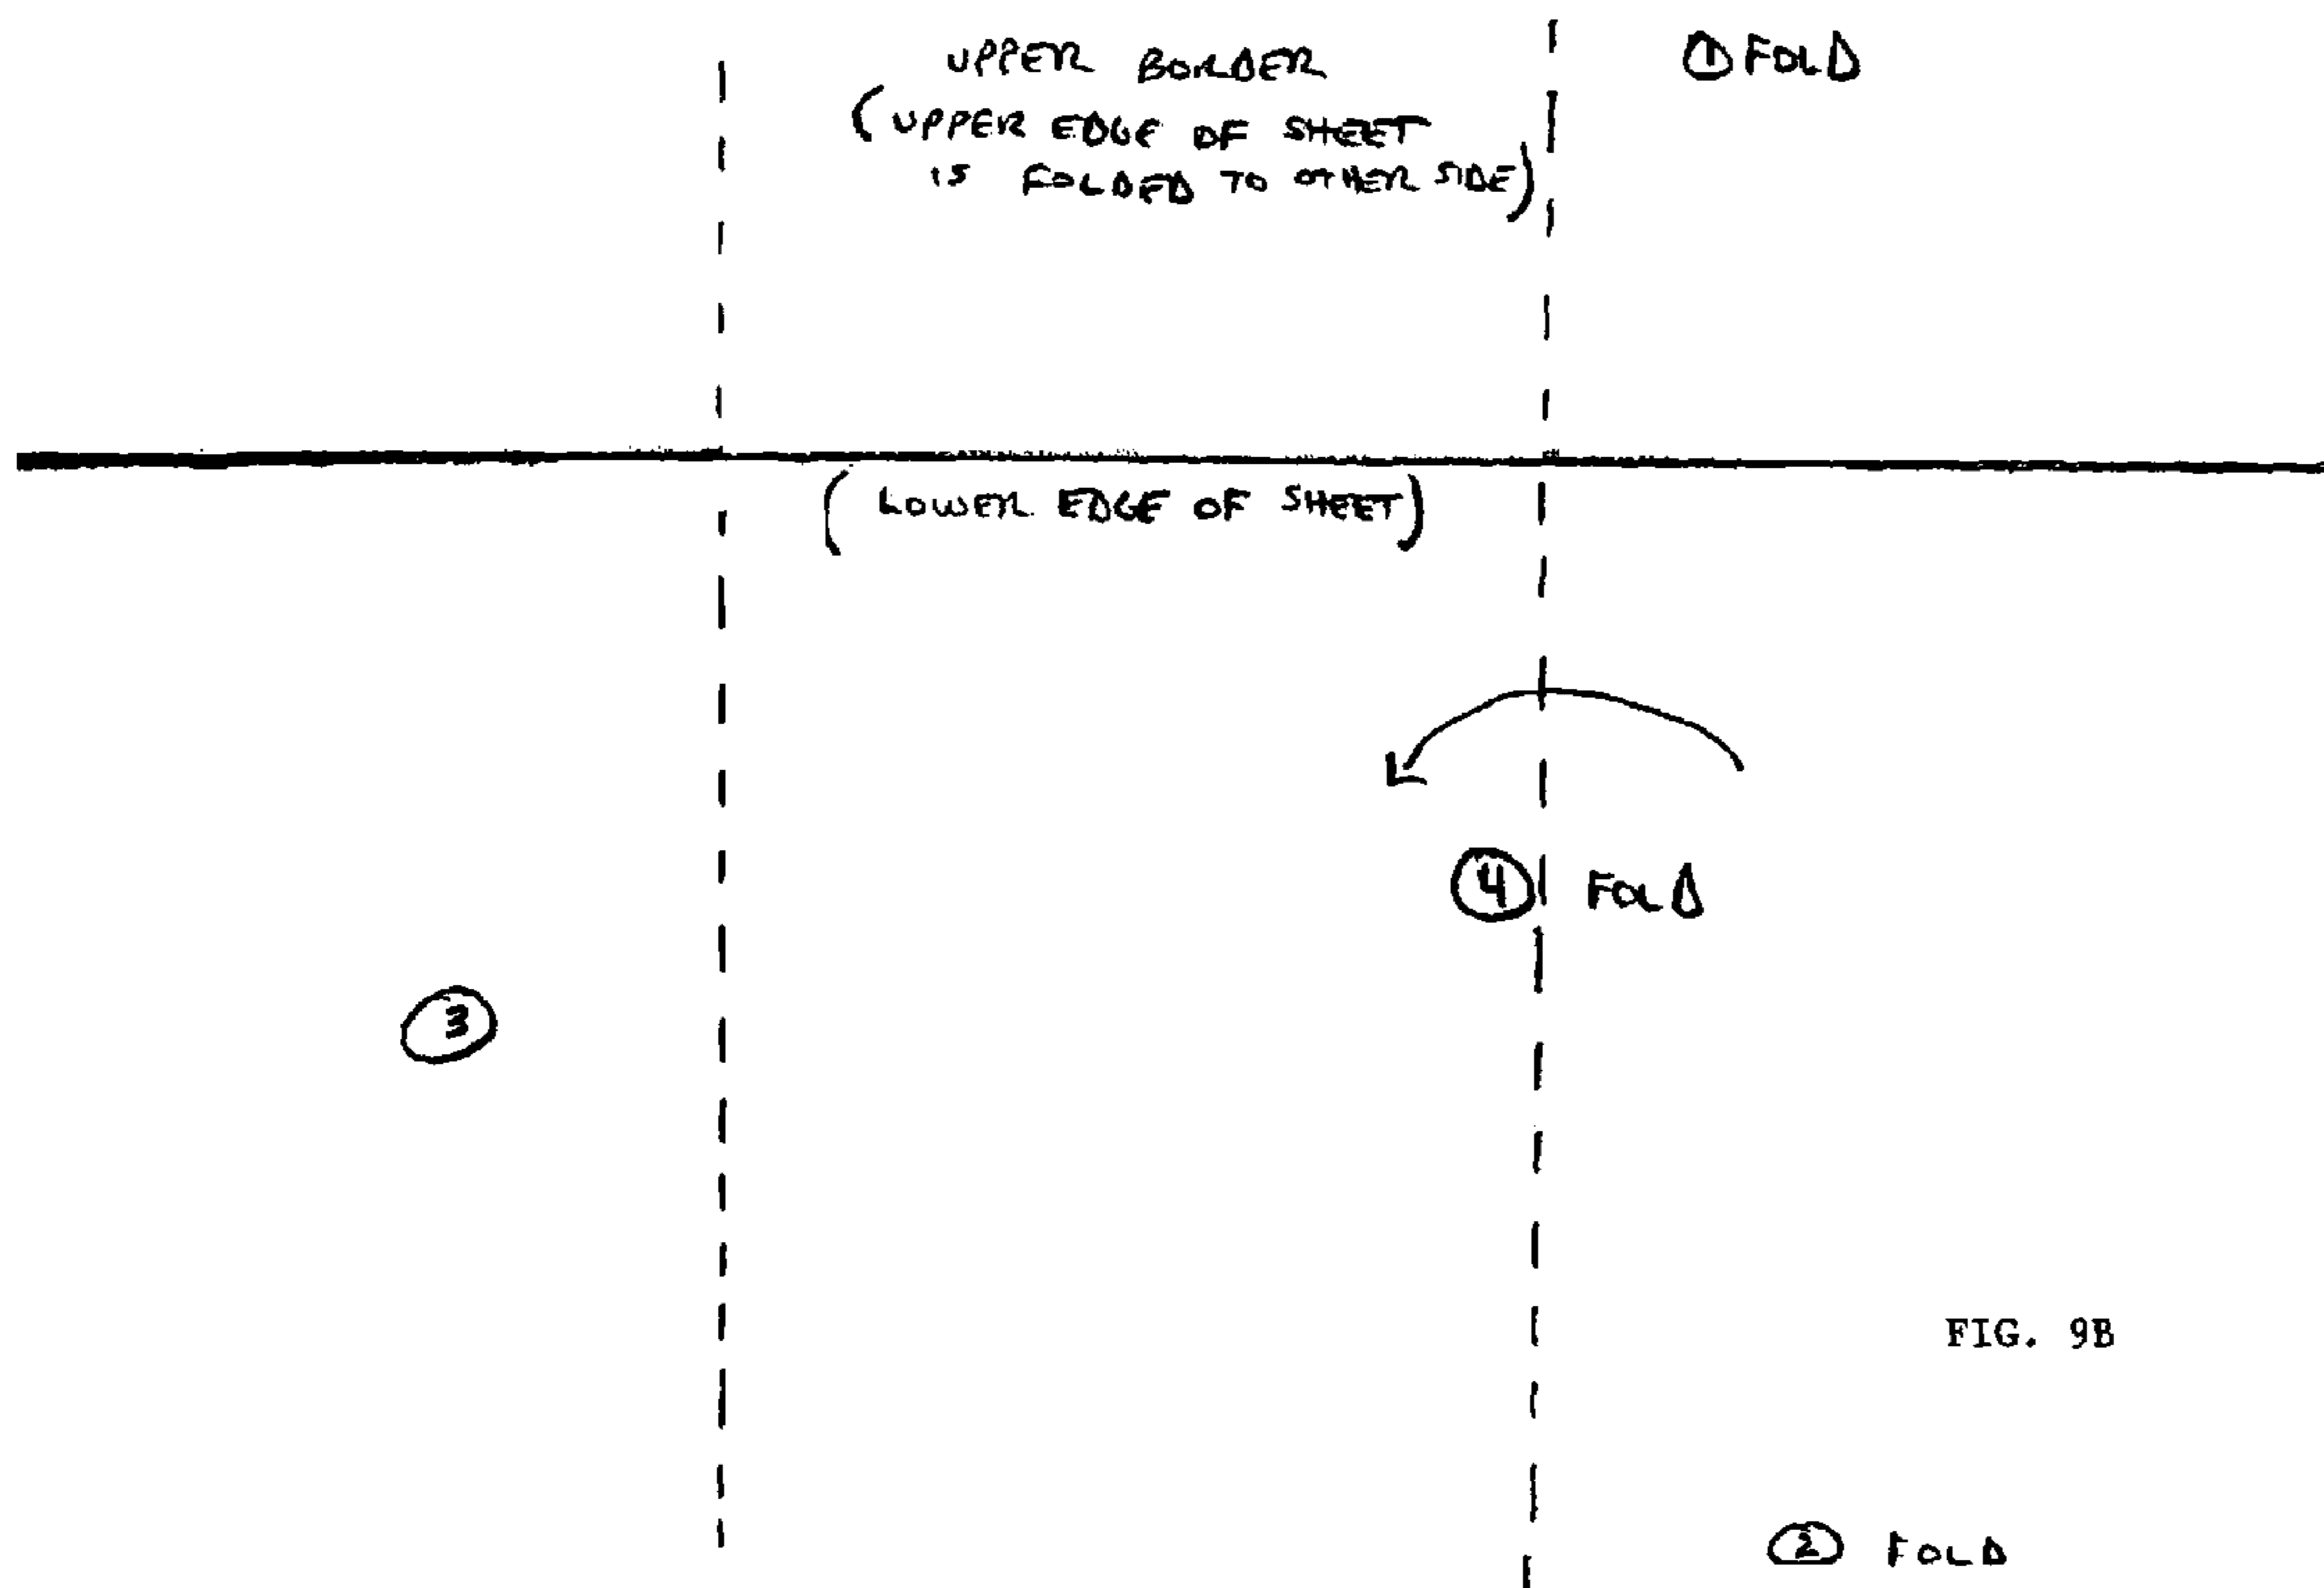 UPPER BORDER
① FOLD
(UPPER EDGE OF SHEET
IS FOLDED TO OTHER SIDE)
(LOWER EDGE OF SHEET)
④ FOLD
③
FIG. 9B
② FOLD